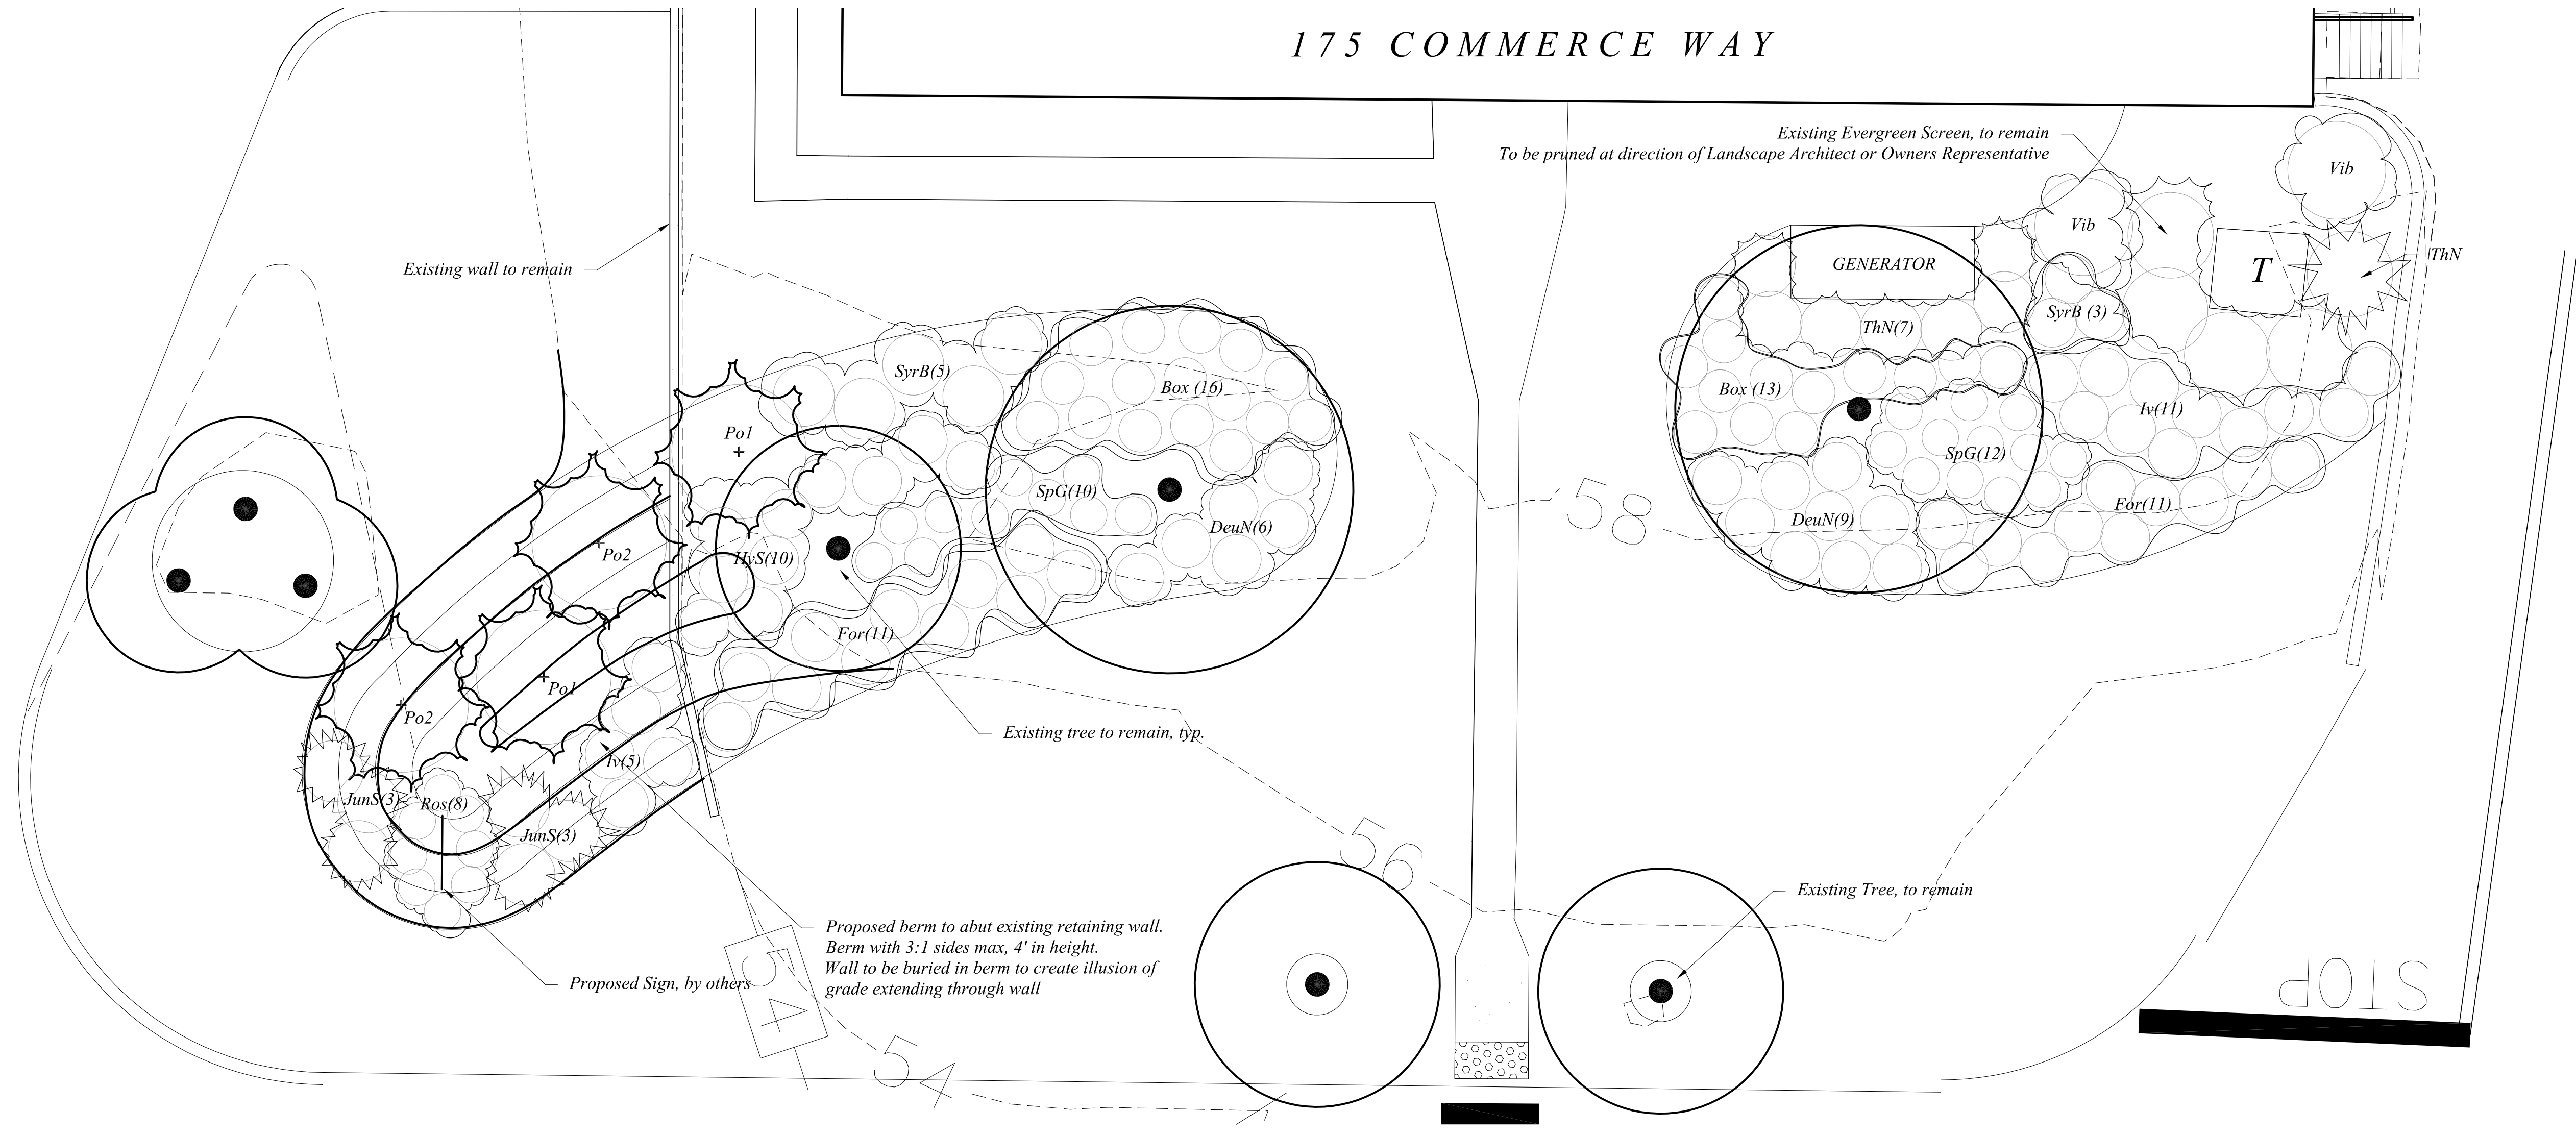 175 COMMERCE WAY
Existing Evergreen Screen, to remain
To be pruned at direction of Landscape Architect or Owners Representative
Vib
Vib
Existing wall to remain
GENERATOR
T
ThN
SyrB (3)
ThN(7)
SyrB(5)
Box (16)
Box (13)
Iv(11)
Po1
SpG(12)
SpG(10)
58
For(11)
DeuN(9)
DeuN(6)
Po2
HyS(10)
For(11)
Po1
Po2
Existing tree to remain, typ.
Iv(5)
JunS(3)
Ros(8)
JunS(3)
56
Existing Tree, to remain
Proposed berm to abut existing retaining wall.
Berm with 3:1 sides max, 4' in height.
Wall to be buried in berm to create illusion of
grade extending through wall
Proposed Sign, by others
54
STOP
54